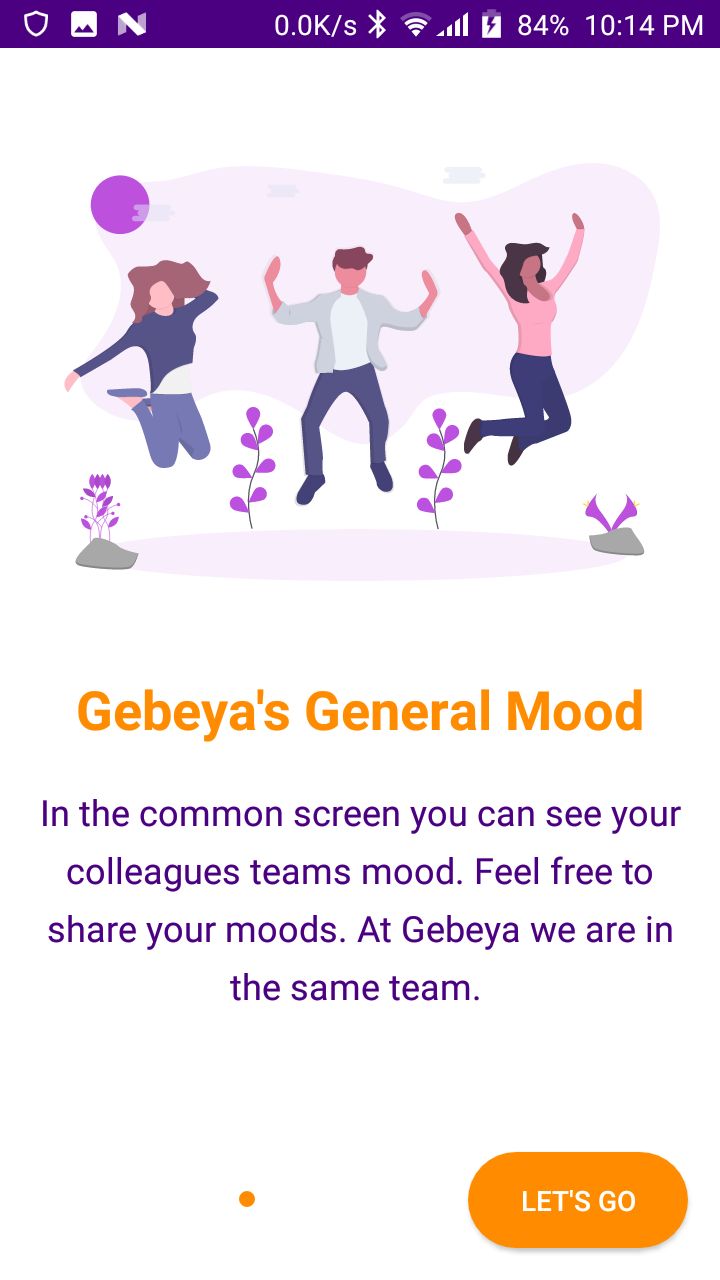 0.0K/s 84% 10:14 PM
Gebeya's General Mood
In the common screen you can see your
colleagues teams mood. Feel free to
share your moods. At Gebeya we are in
the same team.
LET'S GO